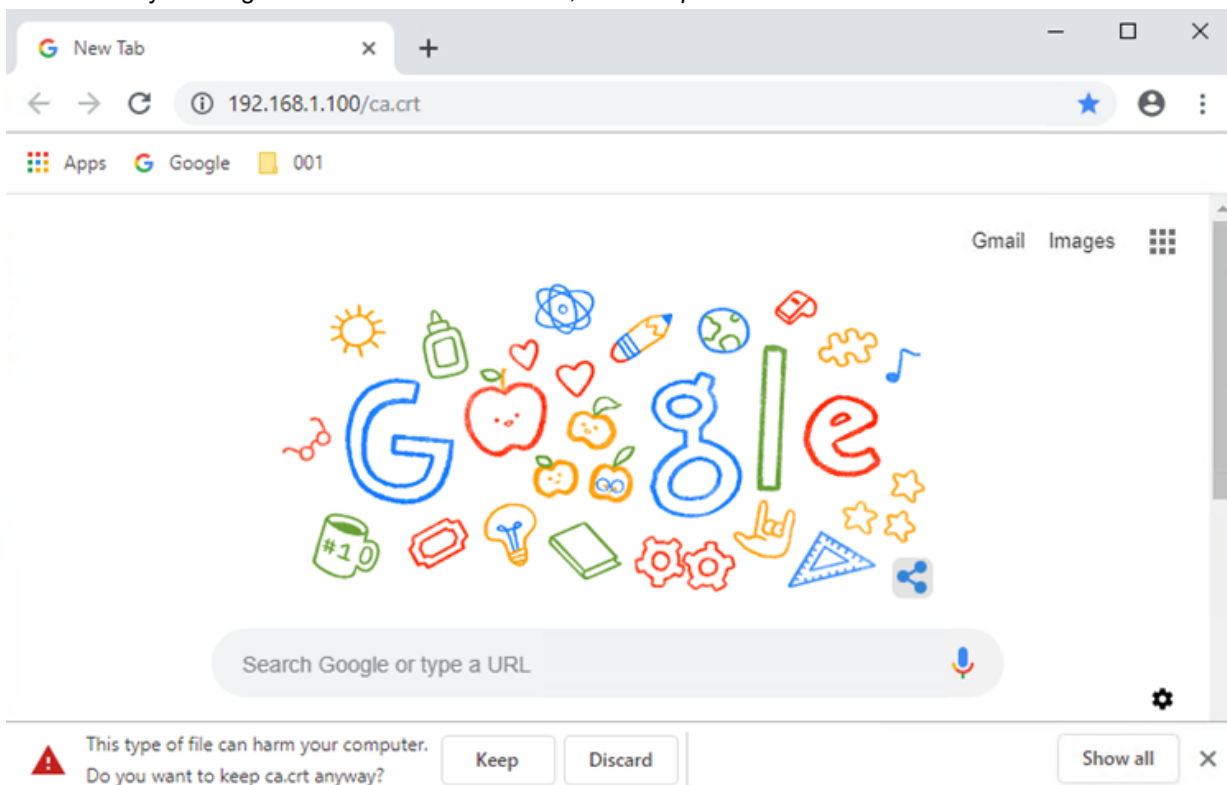 New Tab
192.168.1.100/ca.crt
Apps Google 001
Gmail Images
Google
#10
Search Google or type a URL
This type of file can harm your computer.
Do you want to keep ca.crt anyway?
Keep Discard Show all